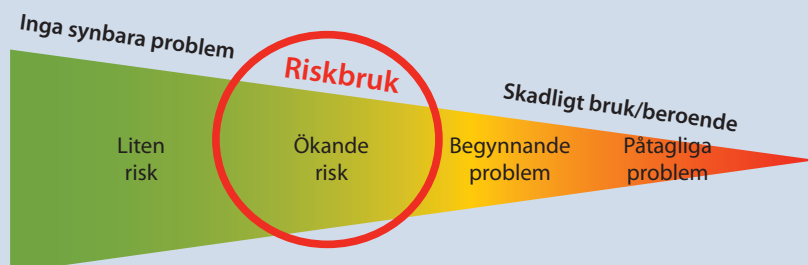 Inga synbara problem
Riskbruk
Skadligt bruk/beroende
Liten
risk
Ökande
risk
Begynnande
problem
Påtagliga
problem